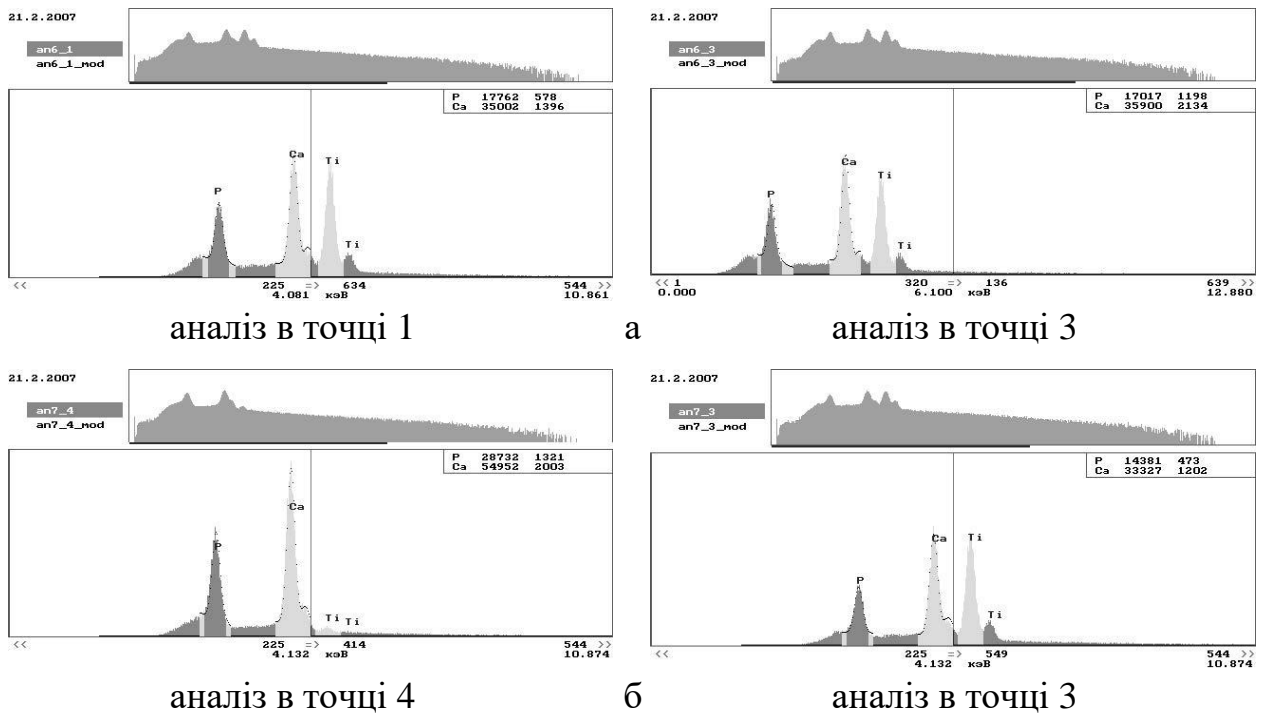 21.2.2007
an6_1
an6_1_mod
P 17762 578
Ca 35002 1396
P
Ca
Ti
Ti
<< 225 => 634 544 >>
4.081 кэВ 10.861
аналіз в точці 1
21.2.2007
an6_3
an6_3_mod
P 17017 1198
Ca 35900 2134
P
Ca
Ti
Ti
<< 1 320 => 136 639 >>
0.000 6.100 кэВ 12.880
а
аналіз в точці 3
21.2.2007
an7_4
an7_4_mod
P 28732 1321
Ca 54952 2003
P
Ca
Ti
Ti
<< 225 => 414 544 >>
4.132 кэВ 10.874
аналіз в точці 4
21.2.2007
an7_3
an7_3_mod
P 14381 473
Ca 33327 1202
P
Ca
Ti
Ti
<< 225 => 549 544 >>
4.132 кэВ 10.874
б
аналіз в точці 3